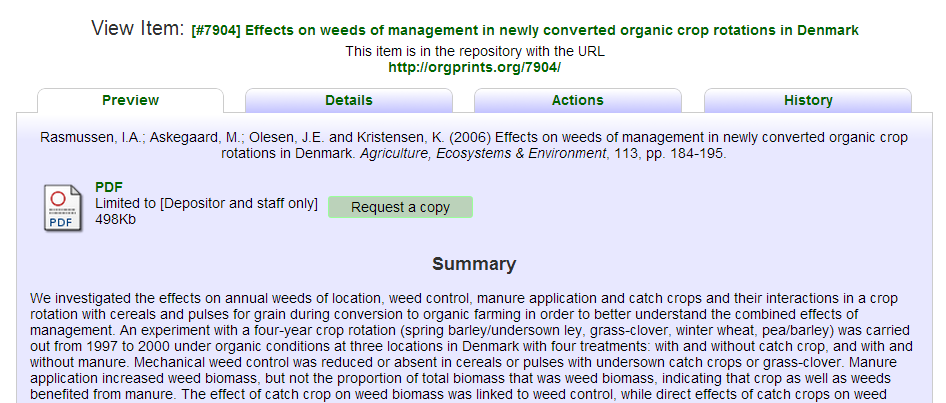 View Item: [#7904] Effects on weeds of management in newly converted organic crop rotations in Denmark
This item is in the repository with the URL
http://orgprints.org/7904/
Preview Details Actions History
Rasmussen, I.A.; Askegaard, M.; Olesen, J.E. and Kristensen, K. (2006) Effects on weeds of management in newly converted organic crop
rotations in Denmark. Agriculture, Ecosystems & Environment, 113, pp. 184-195.
PDF
Limited to [Depositor and staff only]
498Kb
Request a copy
PDF
Summary
We investigated the effects on annual weeds of location, weed control, manure application and catch crops and their interactions in a crop
rotation with cereals and pulses for grain during conversion to organic farming in order to better understand the combined effects of
management. An experiment with a four-year crop rotation (spring barley/undersown ley, grass-clover, winter wheat, pea/barley) was carried
out from 1997 to 2000 under organic conditions at three locations in Denmark with four treatments: with and without catch crop, and with and
without manure. Mechanical weed control was reduced or absent in cereals or pulses with undersown catch crops or grass-clover. Manure
application increased weed biomass, but not the proportion of total biomass that was weed biomass, indicating that crop as well as weeds
benefited from manure. The effect of catch crop on weed biomass was linked to weed control, while direct effects of catch crops on weed